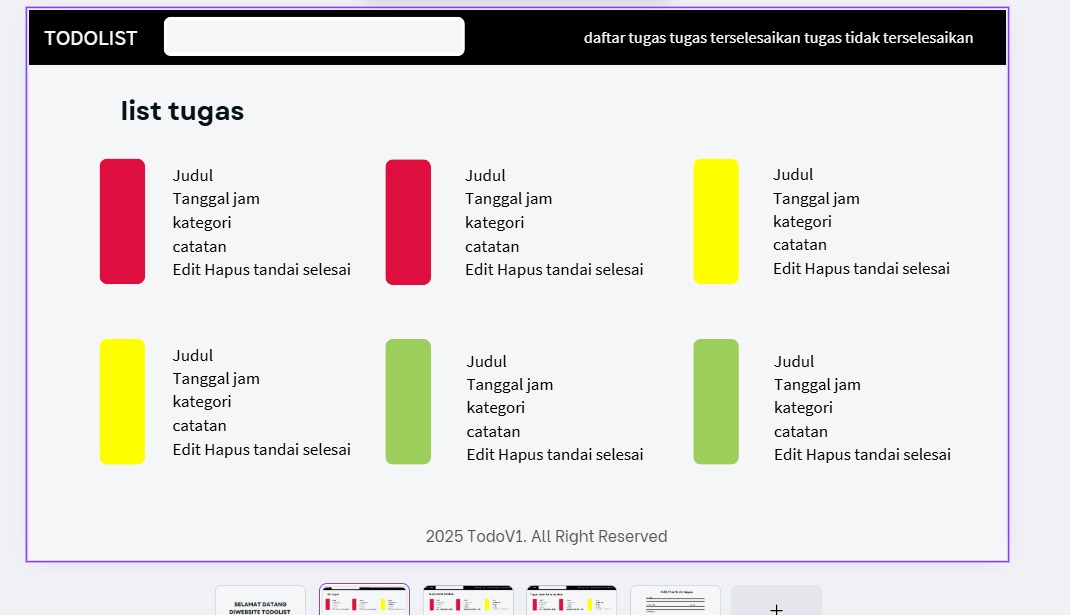 TODOLIST
daftar tugas tugas terselesaikan tugas tidak terselesaikan
list tugas
Judul
Tanggal jam
kategori
catatan
Edit Hapus tandai selesai
Judul
Tanggal jam
kategori
catatan
Edit Hapus tandai selesai
Judul
Tanggal jam
kategori
catatan
Edit Hapus tandai selesai
Judul
Tanggal jam
kategori
catatan
Edit Hapus tandai selesai
Judul
Tanggal jam
kategori
catatan
Edit Hapus tandai selesai
Judul
Tanggal jam
kategori
catatan
Edit Hapus tandai selesai
2025 TodoV1. All Right Reserved
SELAMAT DATANG
DIWEBSITE TODOLIST